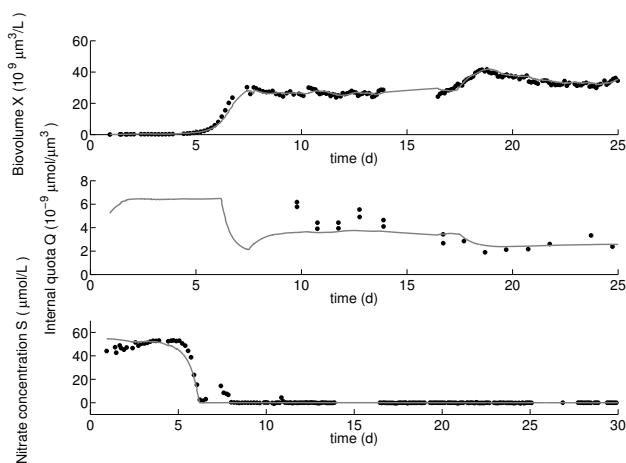 Biovolume X (10 9 μm3/L)
60
40
20
0
0 5 10 15 20 25
time (d)
Internal quota Q (10−9 μmol/μm3)
8
6
4
2
0
0 5 10 15 20 25
time (d)
Nitrate concentration S ( μmol/L)
60
40
20
0
0 5 10 15 20 25 30
time (d)